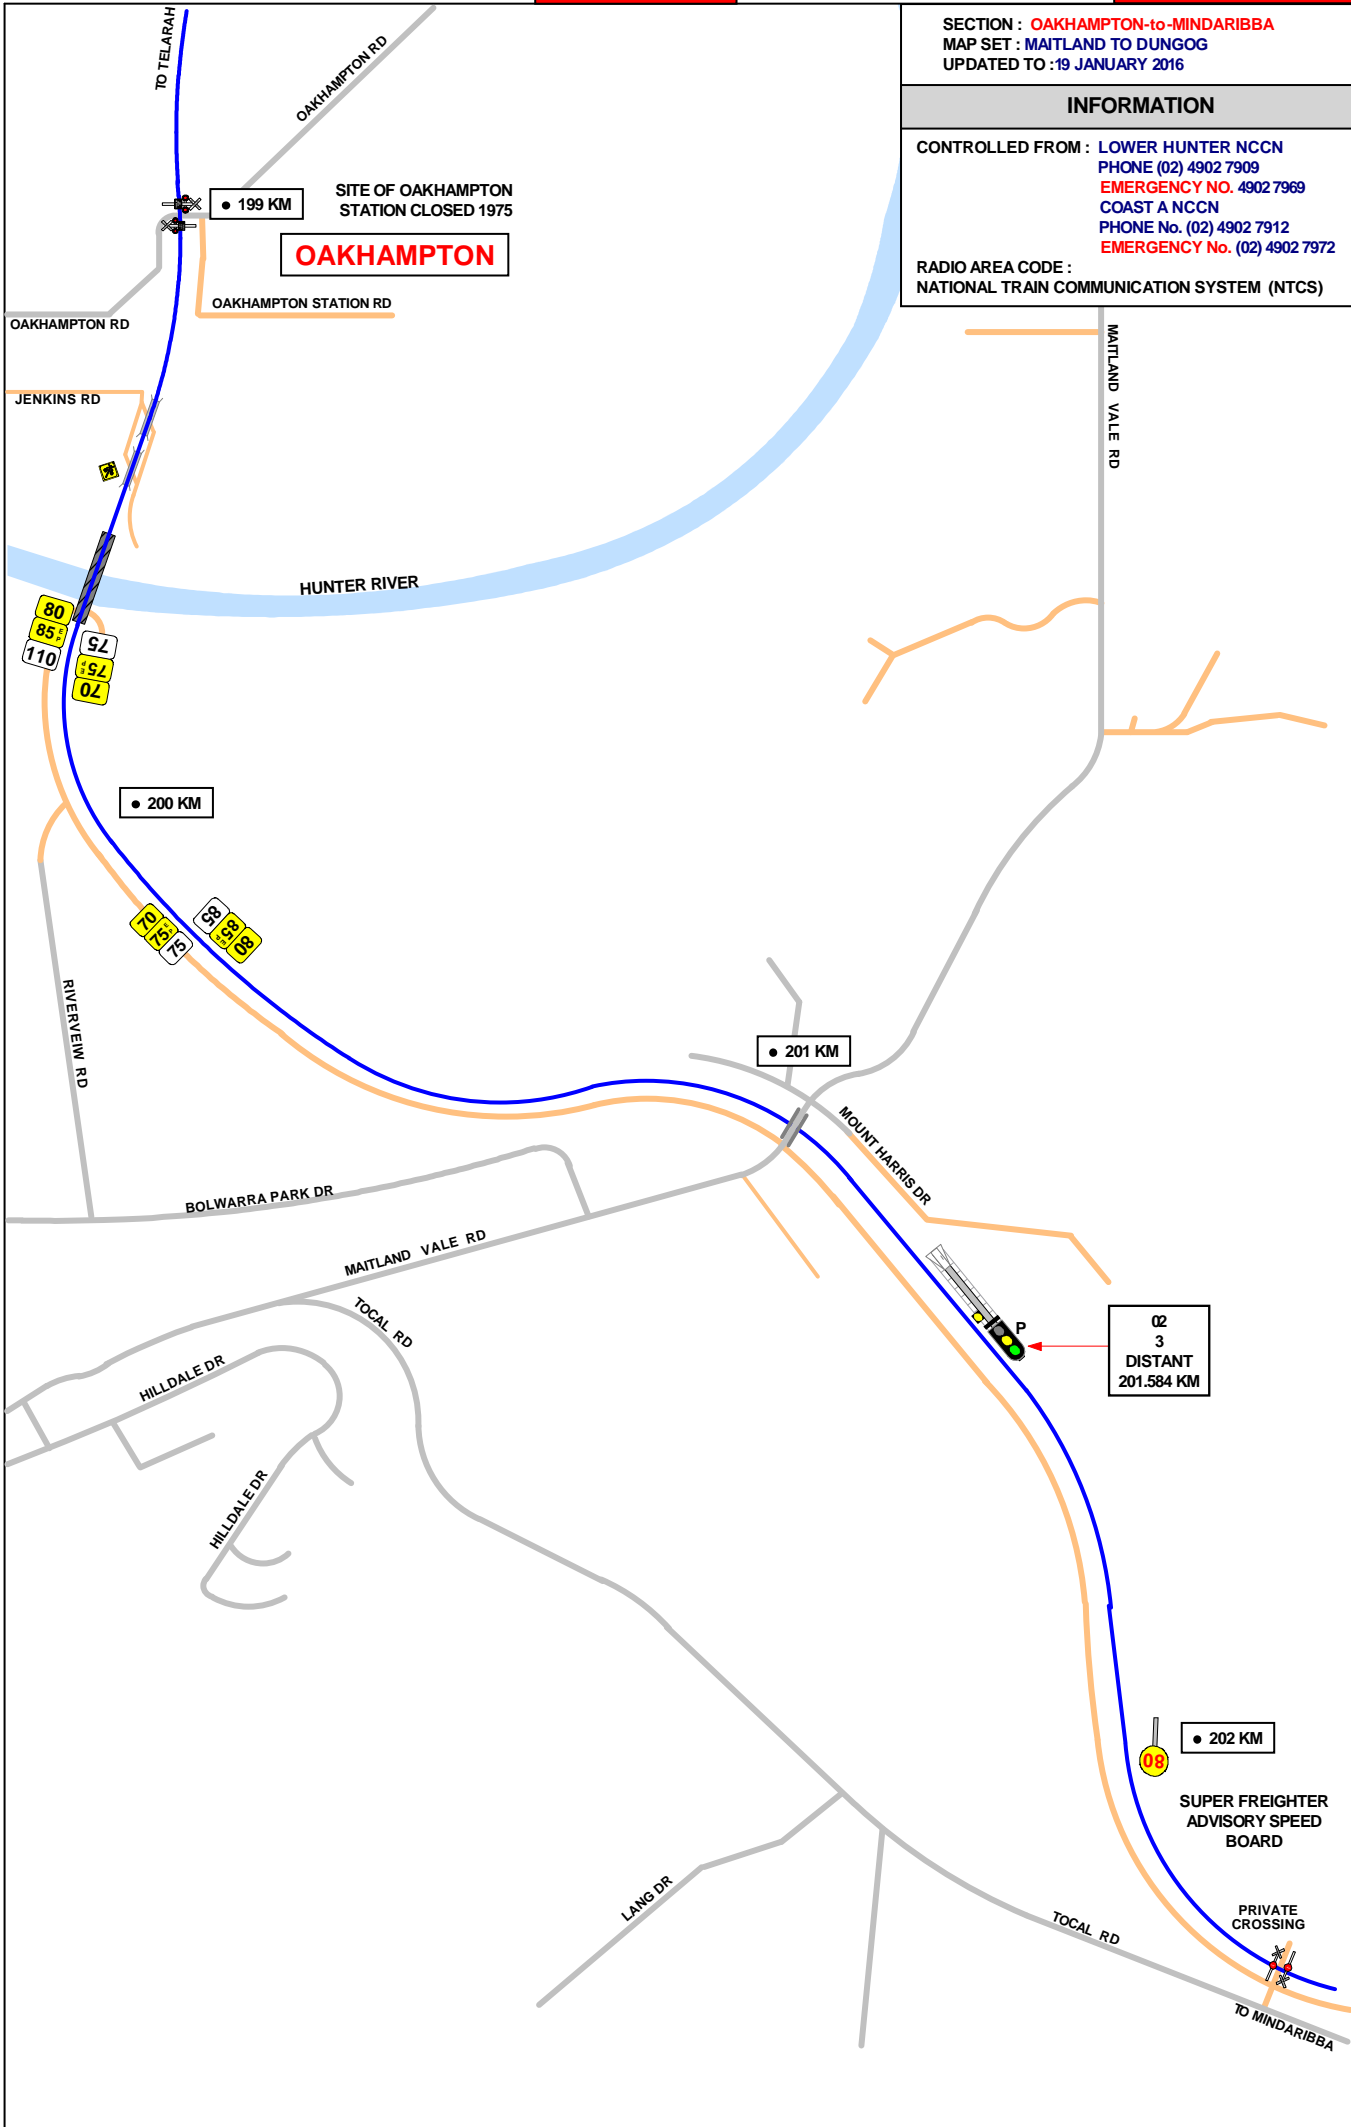 SECTION : OAKHAMPTON-to-MINDARIBBA
MAP SET : MAITLAND TO DUNGOG
UPDATED TO :19 JANUARY 2016
INFORMATION
CONTROLLED FROM : LOWER HUNTER NCCN
PHONE (02) 4902 7909
EMERGENCY NO. 4902 7969
COAST A NCCN
PHONE No. (02) 4902 7912
EMERGENCY No. (02) 4902 7972
RADIO AREA CODE :
NATIONAL TRAIN COMMUNICATION SYSTEM (NTCS)
TO TELARAH
OAKHAMPTON RD
199 KM
SITE OF OAKHAMPTON
STATION CLOSED 1975
OAKHAMPTON
OAKHAMPTON STATION RD
OAKHAMPTON RD
JENKINS RD
MAITLAND VALE RD
HUNTER RIVER
80
85 E P
110
75
75 E P
70
200 KM
70
75 E P
75
85
85 E P
80
RIVERVEIW RD
201 KM
MOUNT HARRIS DR
BOLWARRA PARK DR
MAITLAND VALE RD
TOCAL RD
HILLDALE DR
HILLDALE DR
P
02
3
DISTANT
201.584 KM
202 KM
80
SUPER FREIGHTER
ADVISORY SPEED
BOARD
LANG DR
TOCAL RD
PRIVATE
CROSSING
TO MINDARIBBA